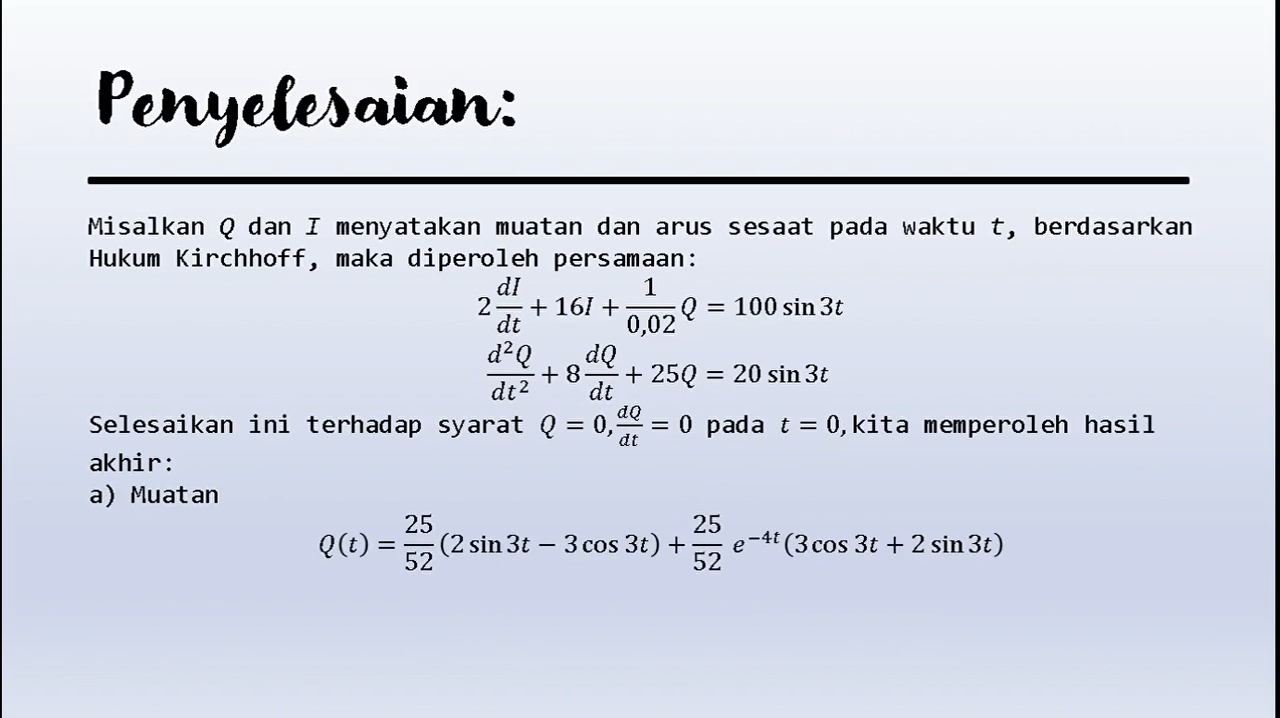 Penyelesaian:
Misalkan Q dan I menyatakan muatan dan arus sesaat pada waktu t, berdasarkan
Hukum Kirchhoff, maka diperoleh persamaan:
2 dI/dt + 16I + 1/0,02 Q = 100 sin 3t
d²Q/dt² + 8 dQ/dt + 25Q = 20 sin 3t
Selesaikan ini terhadap syarat Q = 0, dQ/dt = 0 pada t = 0, kita memperoleh hasil
akhir:
a) Muatan
Q(t) = 25/52 (2 sin 3t − 3 cos 3t) + 25/52 e⁻⁴ᵗ (3 cos 3t + 2 sin 3t)